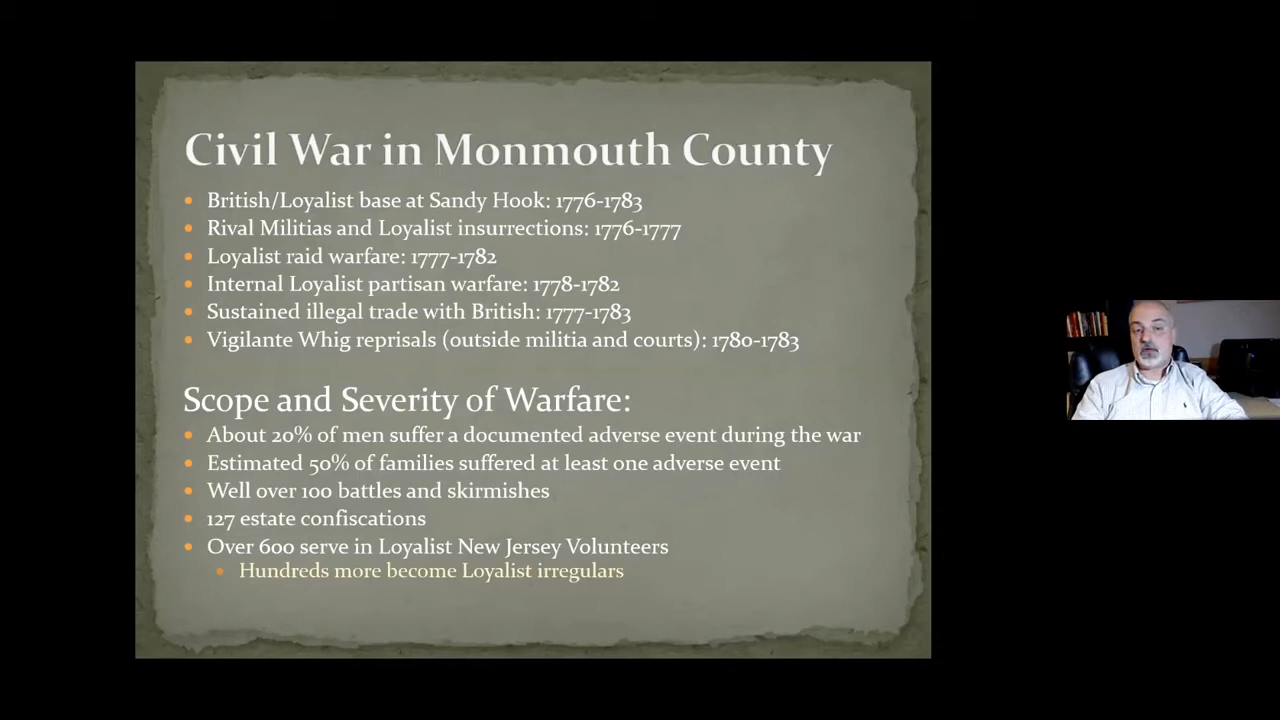 Civil War in Monmouth County
British/Loyalist base at Sandy Hook: 1776-1783
Rival Militias and Loyalist insurrections: 1776-1777
Loyalist raid warfare: 1777-1782
Internal Loyalist partisan warfare: 1778-1782
Sustained illegal trade with British: 1777-1783
Vigilante Whig reprisals (outside militia and courts): 1780-1783
Scope and Severity of Warfare:
About 20% of men suffer a documented adverse event during the war
Estimated 50% of families suffered at least one adverse event
Well over 100 battles and skirmishes
127 estate confiscations
Over 600 serve in Loyalist New Jersey Volunteers
Hundreds more become Loyalist irregulars